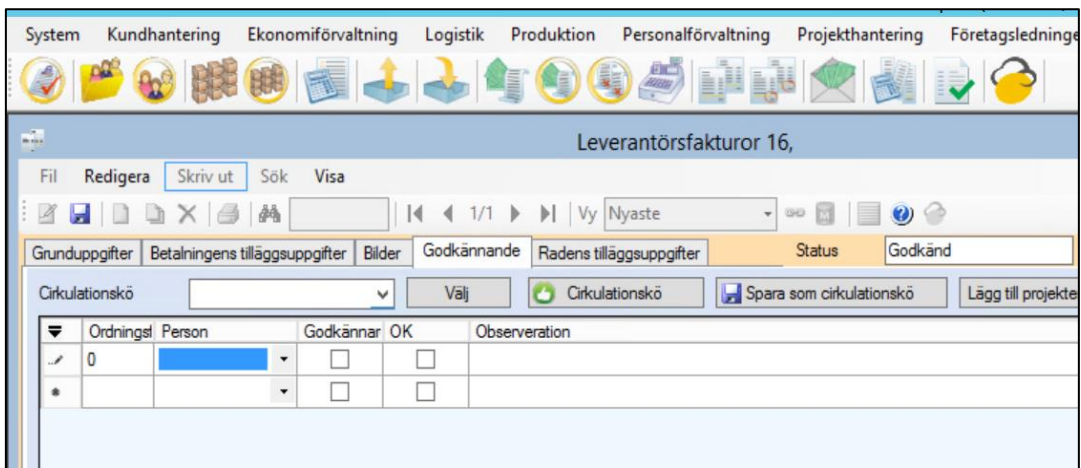 System Kundhantering Ekonomiförvaltning Logistik Produktion Personalförvaltning Projekthantering Företagsledninge
Leverantörsfakturor 16,
Fil Redigera Skriv ut Sök Visa
1/1 Vy Nyaste
Grunduppgifter Betalningens tilläggsuppgifter Bilder Godkännande Radens tilläggsuppgifter Status Godkänd
Cirkulationskö Välj Cirkulationskö Spara som cirkulationskö Lägg till projekte
Ordningsf Person Godkännar OK Observeration
0